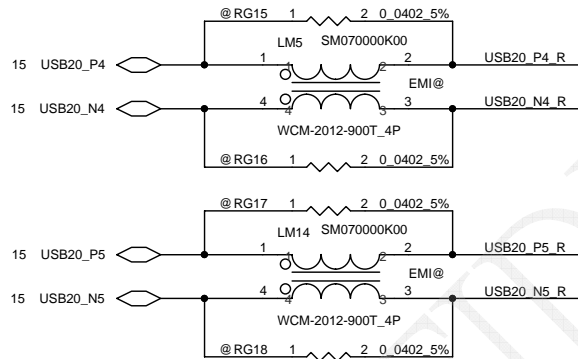 @RG15 1 2 0_0402_5%
LM5 SM070000K00
15 USB20_P4 1 1 2 2 USB20_P4_R
EMI@
15 USB20_N4 4 4 3 3 USB20_N4_R
WCM-2012-900T_4P
@RG16 1 2 0_0402_5%
@RG17 1 2 0_0402_5%
LM14 SM070000K00
15 USB20_P5 1 1 2 2 USB20_P5_R
EMI@
15 USB20_N5 4 4 3 3 USB20_N5_R
WCM-2012-900T_4P
@RG18 1 2 0_0402_5%